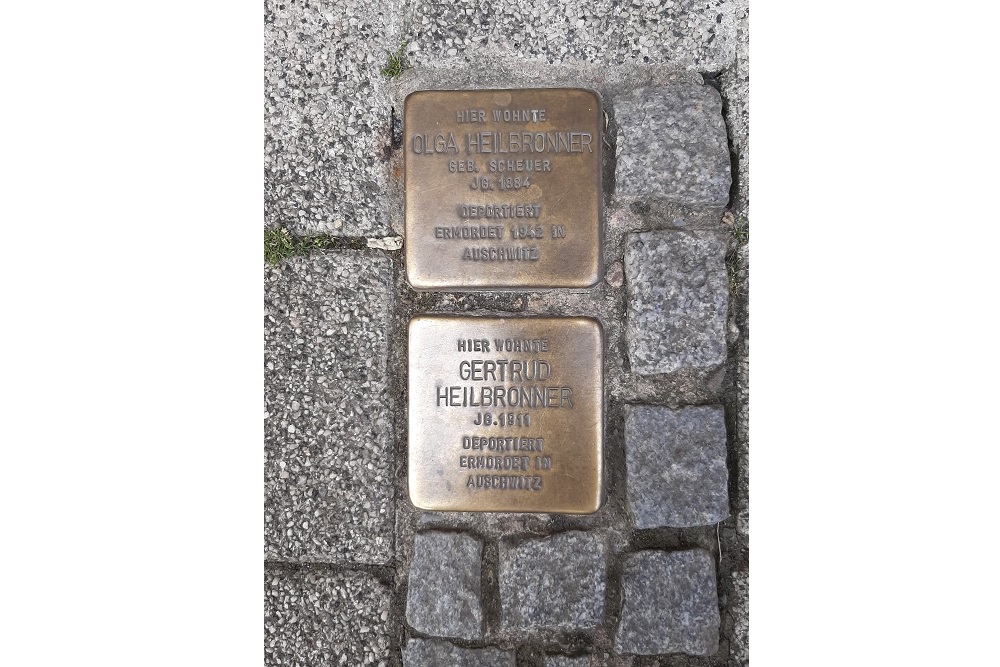 HIER WOHNTE
OLGA HEILBRONNER
GEB. SCHEUER
JG. 1884
DEPORTIERT
ERMORDET 1942 IN
AUSCHWITZ
HIER WOHNTE
GERTRUD
HEILBRONNER
JG. 1911
DEPORTIERT
ERMORDET IN
AUSCHWITZ